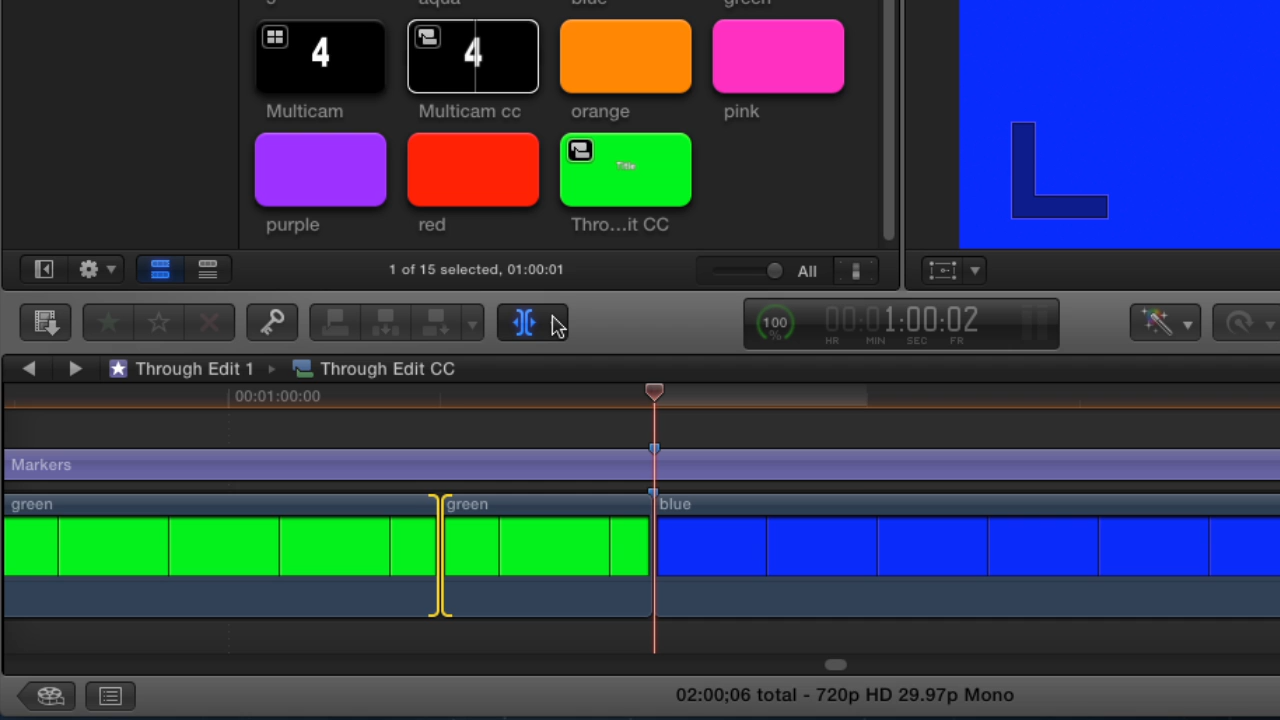 aqua
blue
green
4
4
Multicam
Multicam cc
orange
pink
purple
red
Thro...it CC
1 of 15 selected, 01:00:01
All
100
%
00:01:00:02
HR MIN SEC FR
Through Edit 1
Through Edit CC
00:01:00:00
Markers
green
green
blue
02:00;06 total - 720p HD 29.97p Mono